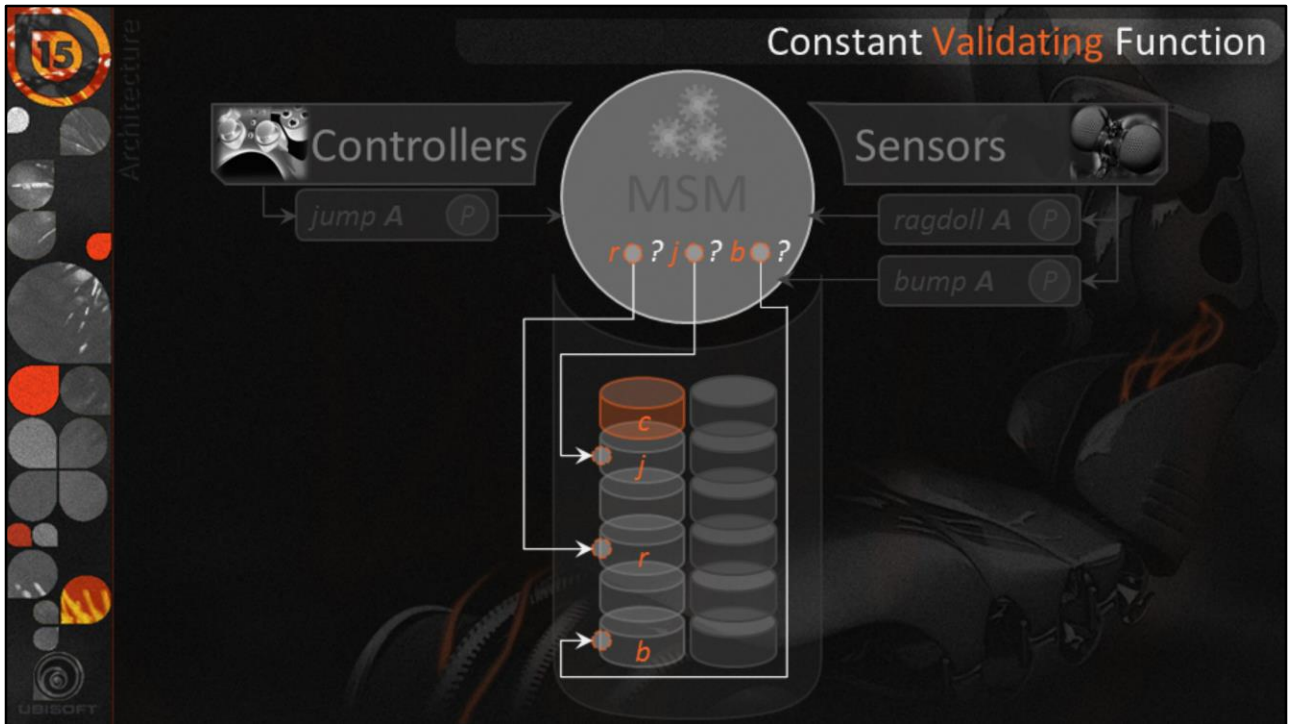 15
Architecture
Constant Validating Function
Controllers
Sensors
MSM
jump A P
ragdoll A P
r ? j ? b ?
bump A P
c
j
r
b
UBISOFT